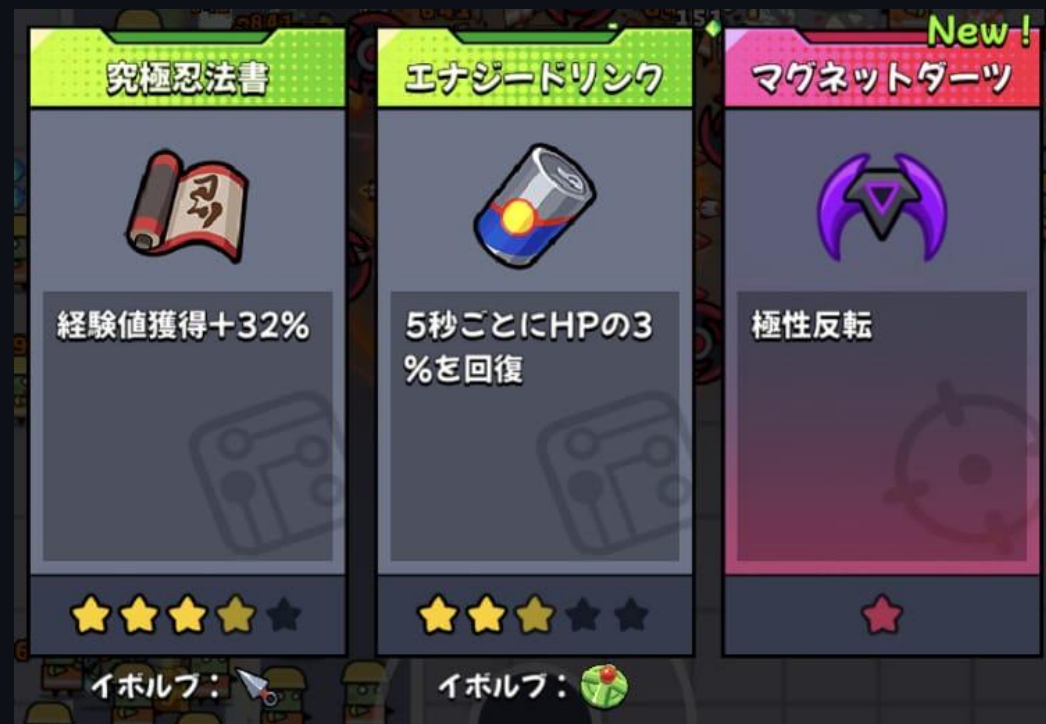 New!
究極忍法書
エナジードリンク
マグネットダーツ
経験値獲得+32%
5秒ごとにHPの3
%を回復
極性反転
イボルブ：
イボルブ：